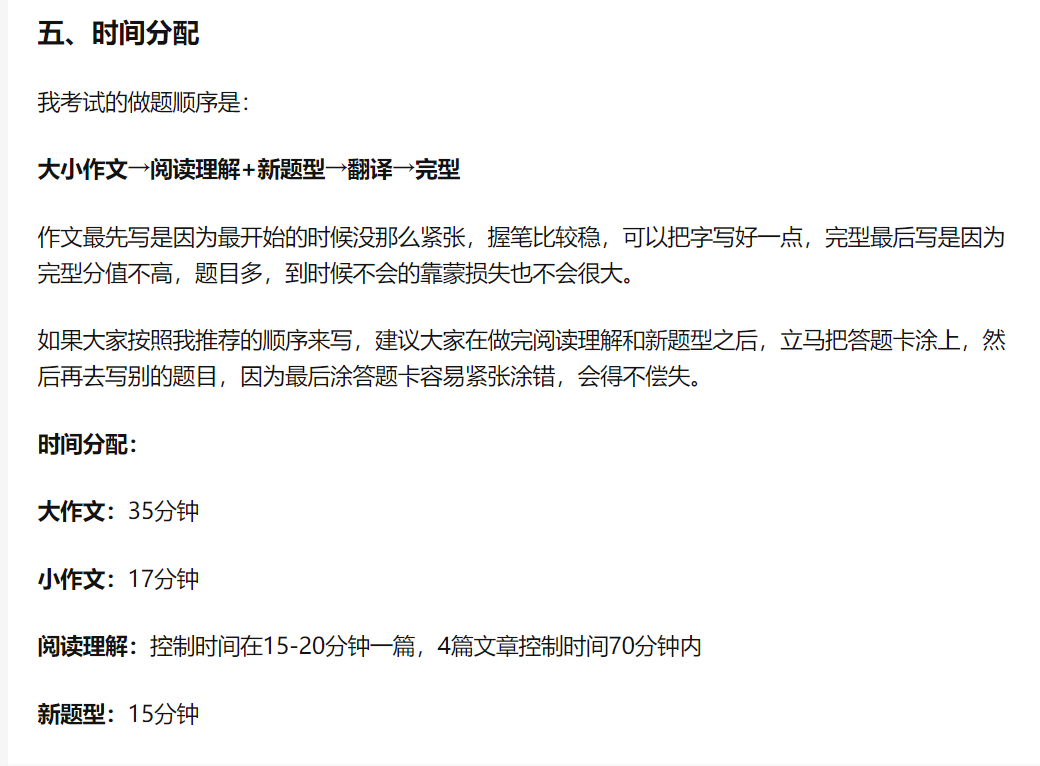 五、时间分配
我考试的做题顺序是：
大小作文→阅读理解+新题型→翻译→完型
作文最先写是因为最开始的时候没那么紧张，握笔比较稳，可以把字写好一点，完型最后写是因为
完型分值不高，题目多，到时候不会的靠蒙损失也不会很大。
如果大家按照我推荐的顺序来写，建议大家在做完阅读理解和新题型之后，立马把答题卡涂上，然
后再去写别的题目，因为最后涂答题卡容易紧张涂错，会得不偿失。
时间分配：
大作文：35分钟
小作文：17分钟
阅读理解：控制时间在15-20分钟一篇，4篇文章控制时间70分钟内
新题型：15分钟